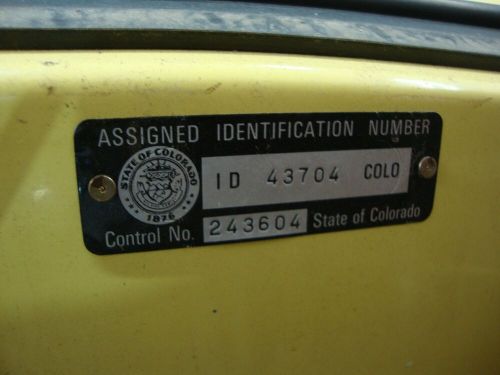 ASSIGNED IDENTIFICATION NUMBER
STATE OF COLORADO
1876
ID 43704 COLO
Control No. 243604 State of Colorado